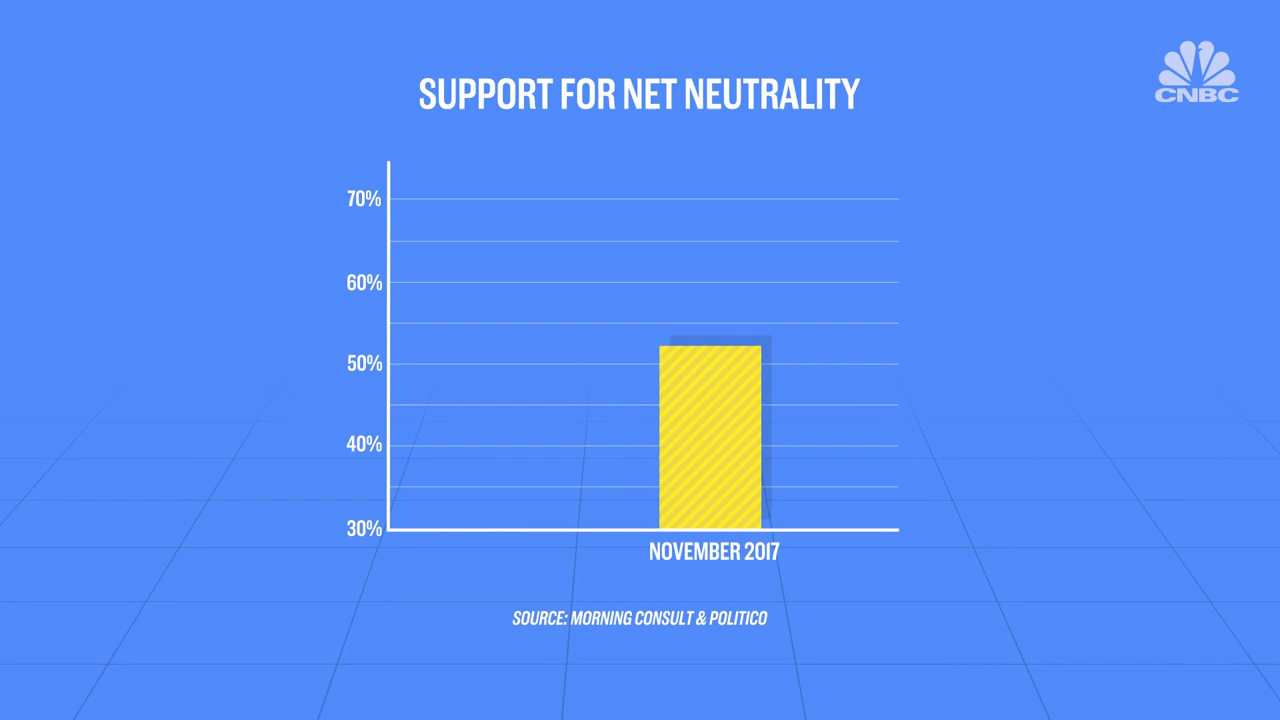 CNBC
SUPPORT FOR NET NEUTRALITY
70%
60%
50%
40%
30%
NOVEMBER 2017
SOURCE: MORNING CONSULT & POLITICO